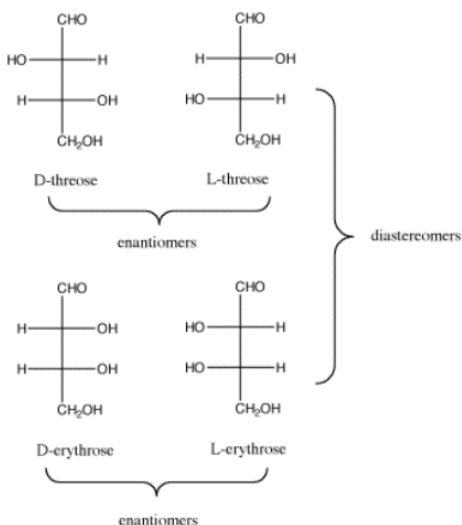 CHO CHO
HO H H OH
H OH HO H
CH₂OH CH₂OH
D-threose L-threose
enantiomers
diastereomers
CHO CHO
H OH HO H
H OH HO H
CH₂OH CH₂OH
D-erythrose L-erythrose
enantiomers